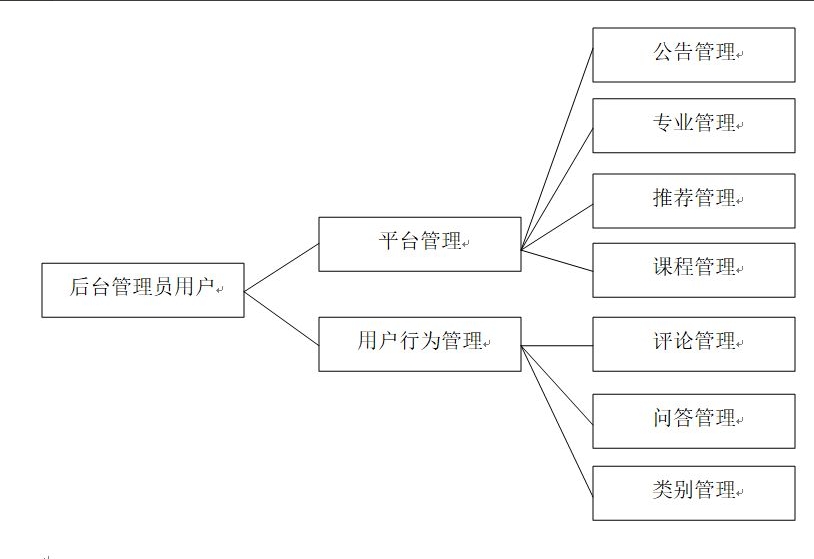 公告管理
专业管理
推荐管理
平台管理
课程管理
后台管理员用户
用户行为管理
评论管理
问答管理
类别管理